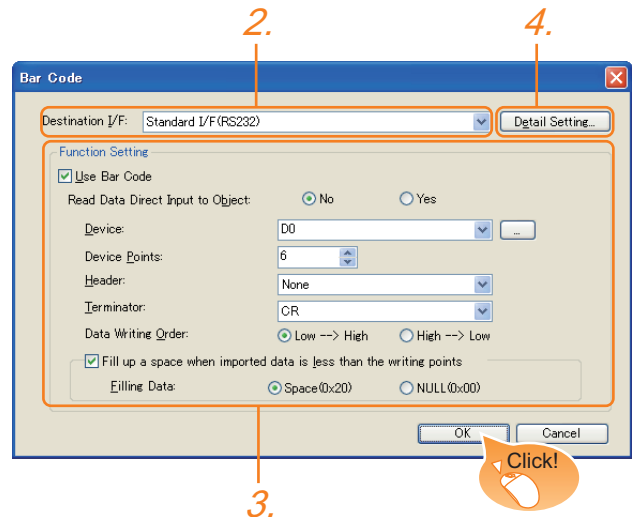 2. 4.
Bar Code
Destination I/F: Standard I/F(RS232) Detail Setting...
Function Setting
Use Bar Code
Read Data Direct Input to Object: No Yes
Device: D0 ...
Device Points: 6
Header: None
Terminator: CR
Data Writing Order: Low --> High High --> Low
Fill up a space when imported data is less than the writing points
Filling Data: Space(0x20) NULL(0x00)
OK Cancel
Click!
3.